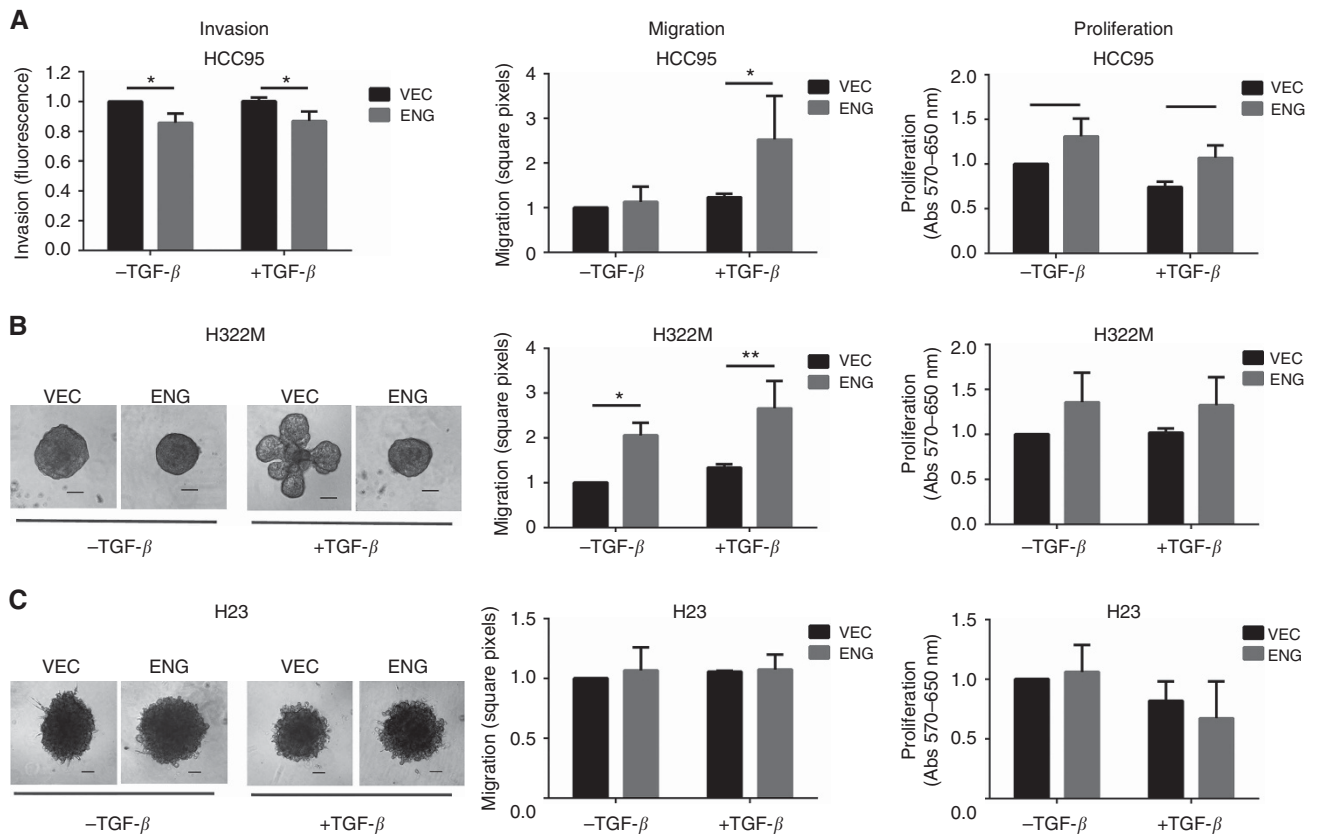 A
Invasion
HCC95
Invasion (fluorescence)
1.2
1.0
0.8
0.6
0.4
0.2
0.0
*
*
VEC
ENG
–TGF-β
+TGF-β
Migration
HCC95
Migration (square pixels)
4
3
2
1
0
*
VEC
ENG
–TGF-β
+TGF-β
Proliferation
HCC95
Proliferation
(Abs 570–650 nm)
2.0
1.5
1.0
0.5
0.0
VEC
ENG
–TGF-β
+TGF-β
B
H322M
VEC
ENG
VEC
ENG
–TGF-β
+TGF-β
H322M
Migration (square pixels)
4
3
2
1
0
*
**
VEC
ENG
–TGF-β
+TGF-β
H322M
Proliferation
(Abs 570–650 nm)
2.0
1.5
1.0
0.5
0.0
VEC
ENG
–TGF-β
+TGF-β
C
H23
VEC
ENG
VEC
ENG
–TGF-β
+TGF-β
H23
Migration (square pixels)
1.5
1.0
0.5
0.0
VEC
ENG
–TGF-β
+TGF-β
H23
Proliferation
(Abs 570–650 nm)
1.5
1.0
0.5
0.0
VEC
ENG
–TGF-β
+TGF-β